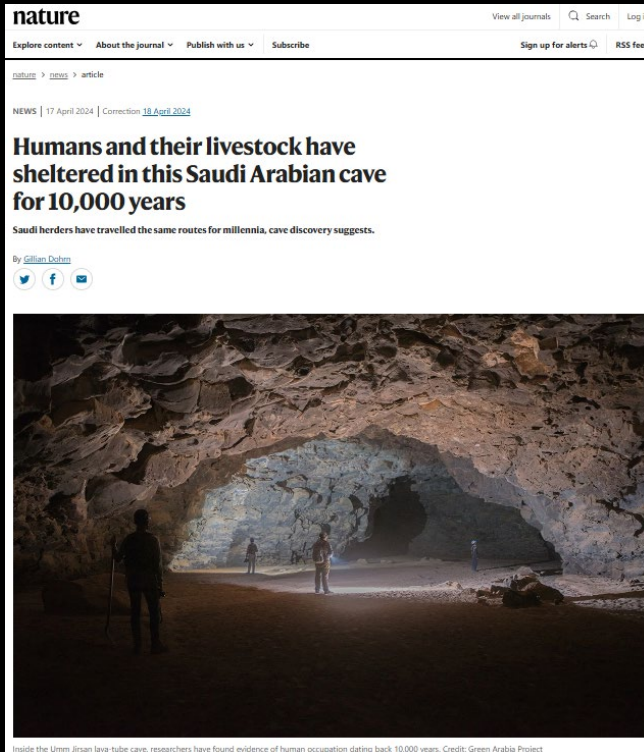 nature
View all journals Search Log i
Explore content About the journal Publish with us Subscribe Sign up for alerts RSS fee
nature > news > article
NEWS | 17 April 2024 | Correction 18 April 2024
Humans and their livestock have
sheltered in this Saudi Arabian cave
for 10,000 years
Saudi herders have travelled the same routes for millennia, cave discovery suggests.
By Gillian Dohrn
Inside the Umm Jirsan lava-tube cave, researchers have found evidence of human occupation dating back 10,000 years. Credit: Green Arabia Project